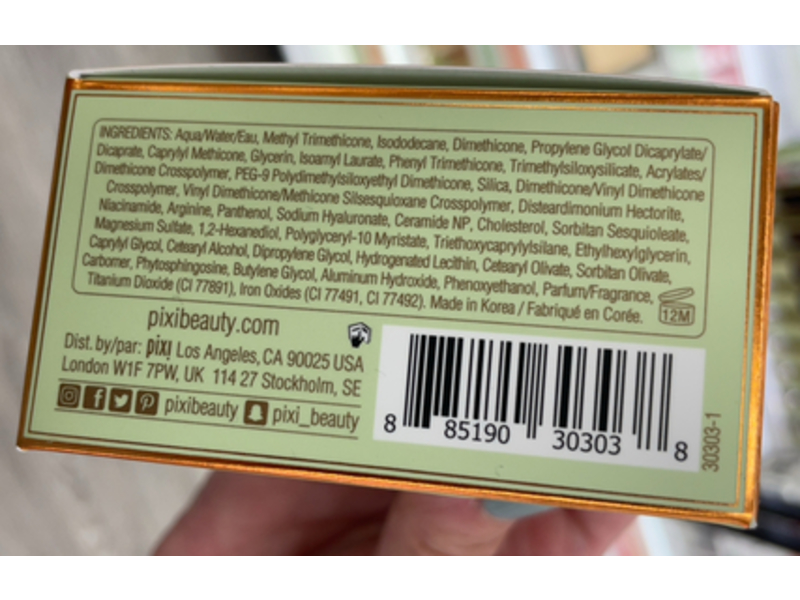 INGREDIENTS: Aqua/Water/Eau, Methyl Trimethicone, Isododecane, Dimethicone, Propylene Glycol Dicaprylate/
Dicaprate, Caprylyl Methicone, Glycerin, Isoamyl Laurate, Phenyl Trimethicone, Trimethylsiloxysilicate, Acrylates/
Dimethicone Crosspolymer, PEG-9 Polydimethylsiloxyethyl Dimethicone, Silica, Dimethicone/Vinyl Dimethicone
Crosspolymer, Vinyl Dimethicone/Methicone Silsesquioxane Crosspolymer, Disteardimonium Hectorite,
Niacinamide, Arginine, Panthenol, Sodium Hyaluronate, Ceramide NP, Cholesterol, Sorbitan Sesquioleate,
Magnesium Sulfate, 1,2-Hexanediol, Polyglyceryl-10 Myristate, Triethoxycaprylylsilane, Ethylhexylglycerin,
Caprylyl Glycol, Cetearyl Alcohol, Dipropylene Glycol, Hydrogenated Lecithin, Cetearyl Olivate, Sorbitan Olivate,
Carbomer, Phytosphingosine, Butylene Glycol, Aluminum Hydroxide, Phenoxyethanol, Parfum/Fragrance,
Titanium Dioxide (CI 77891), Iron Oxides (CI 77491, CI 77492). Made in Korea / Fabriqué en Corée.
12M
pixibeauty.com
Dist. by/par: pixi Los Angeles, CA 90025 USA
London W1F 7PW, UK 114 27 Stockholm, SE
pixibeauty pixi_beauty
8 85190 30303 8
30303-1